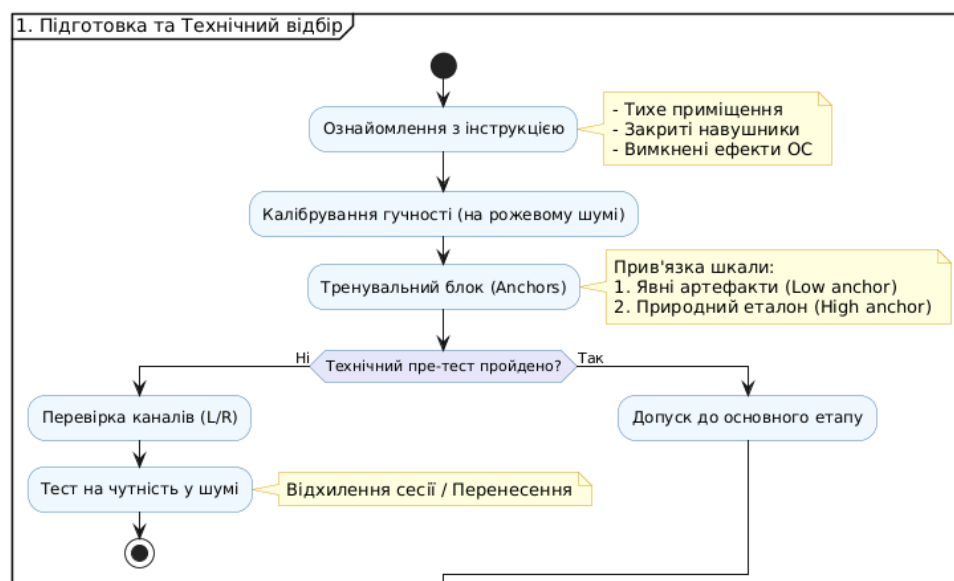 1. Підготовка та Технічний відбір
Ознайомлення з інструкцією
- Тихе приміщення
- Закриті навушники
- Вимкнені ефекти ОС
Калібрування гучності (на рожевому шумі)
Тренувальний блок (Anchors)
Прив'язка шкали:
1. Явні артефакти (Low anchor)
2. Природний еталон (High anchor)
Ні
Технічний пре-тест пройдено?
Так
Перевірка каналів (L/R)
Допуск до основного етапу
Тест на чутність у шумі
Відхилення сесії / Перенесення